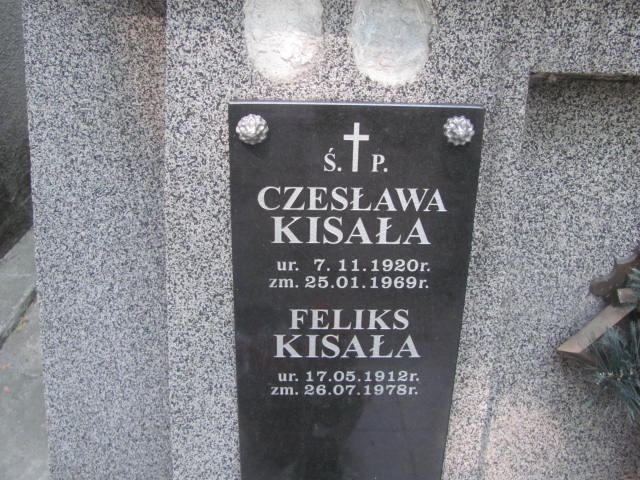 Ś. P.
CZESŁAWA
KISAŁA
ur. 7.11.1920r.
zm. 25.01.1969r.
FELIKS
KISAŁA
ur. 17.05.1912r.
zm. 26.07.1978r.